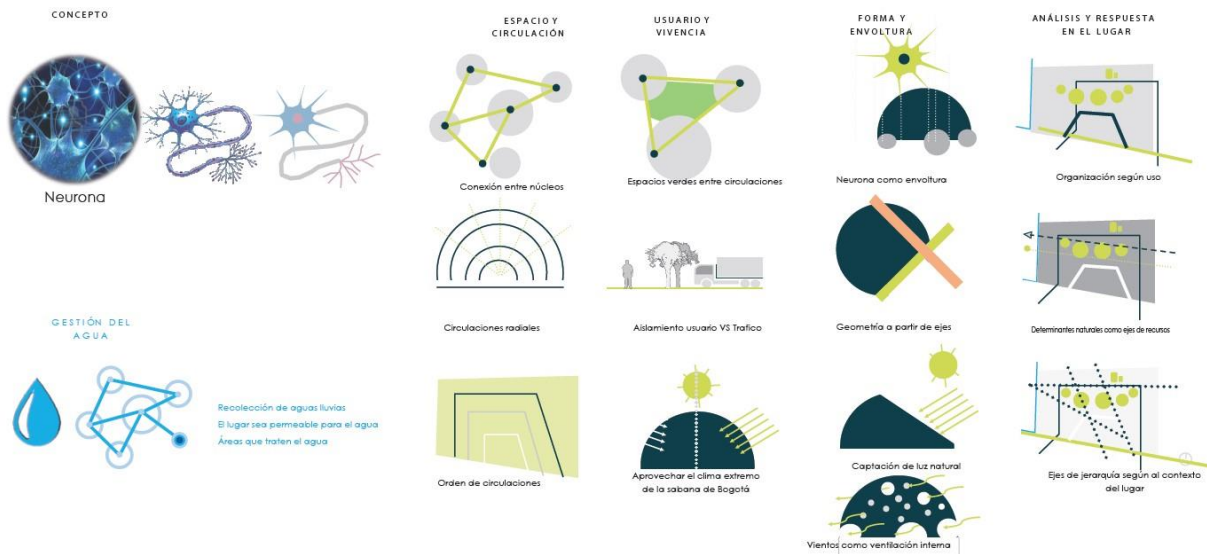 CONCEPTO
Neurona
GESTIÓN DEL
AGUA
Recolección de aguas lluvias
El lugar sea permeable para el agua
Áreas que traten el agua
ESPACIO Y
CIRCULACIÓN
Conexión entre núcleos
Circulaciones radiales
Orden de circulaciones
USUARIO Y
VIVENCIA
Espacios verdes entre circulaciones
Aislamiento usuario VS Trafico
Aprovechar el clima extremo
de la sabana de Bogotá
FORMA Y
ENVOLTURA
Neurona como envoltura
Geometría a partir de ejes
Captación de luz natural
Vientos como ventilación interna
ANÁLISIS Y RESPUESTA
EN EL LUGAR
Organización según uso
Determinantes naturales como ejes de recursos
Ejes de jerarquía según al contexto
del lugar